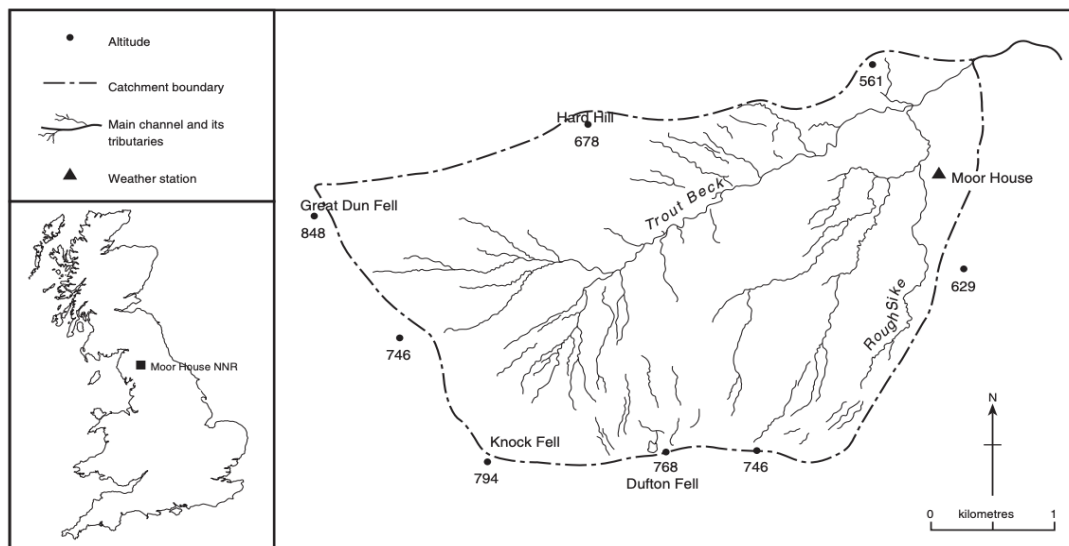 Altitude
Catchment boundary
Main channel and its
tributaries
Weather station
Moor House NNR
561
Hard Hill
678
Moor House
Trout Beck
Great Dun Fell
848
629
Rough Sike
746
N
Knock Fell
794
768
746
Dufton Fell
0 kilometres 1